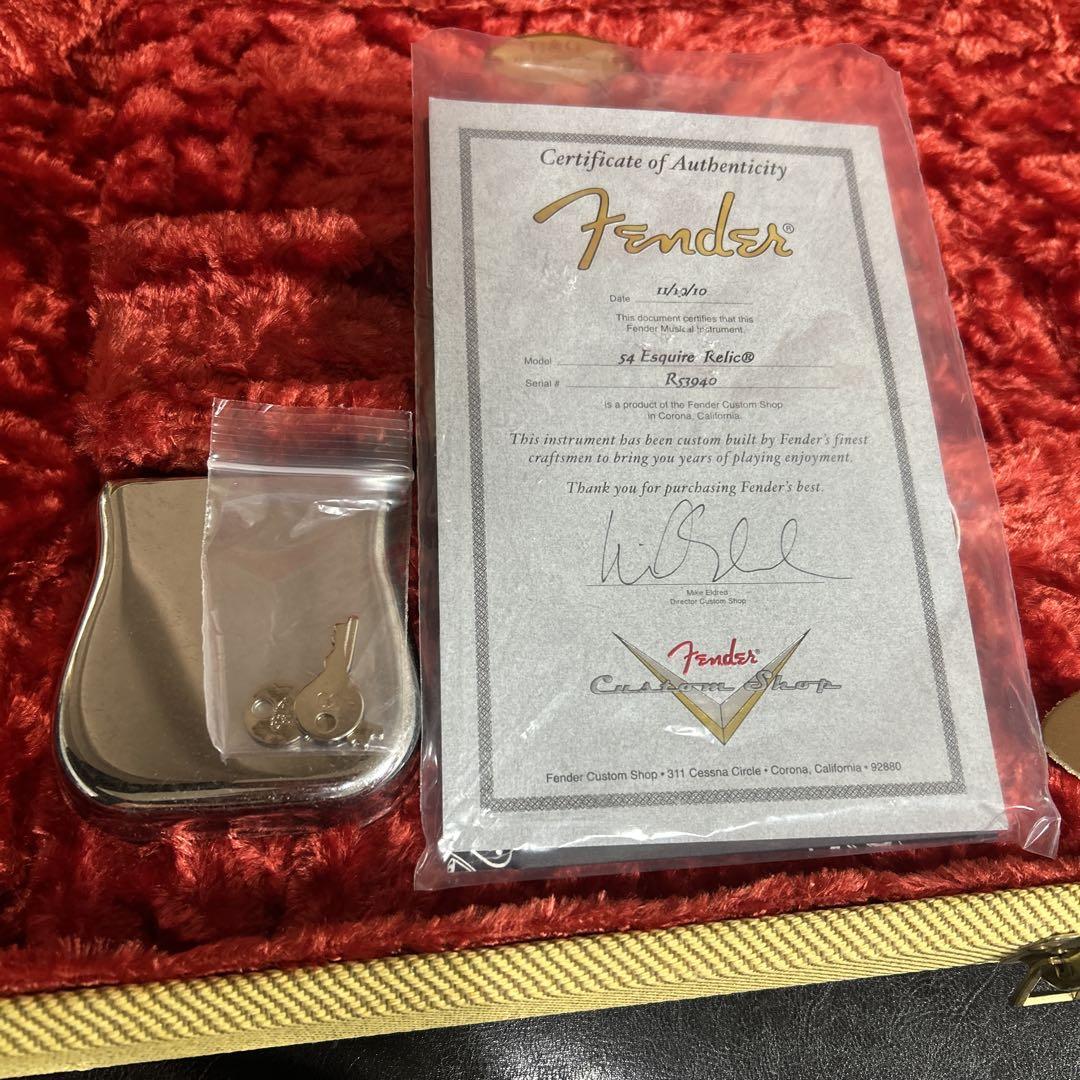 Certificate of Authenticity
Fender®
Date 11/12/10
This document certifies that this
Fender Musical Instrument.
Model 54 Esquire Relic®
Serial # R53940
is a product of the Fender Custom Shop
in Corona, California.
This instrument has been custom built by Fender's finest
craftsmen to bring you years of playing enjoyment.
Thank you for purchasing Fender's best.
Mike Eldred
Director Custom Shop
Fender®
Custom Shop
Fender Custom Shop • 311 Cessna Circle • Corona, California • 92880